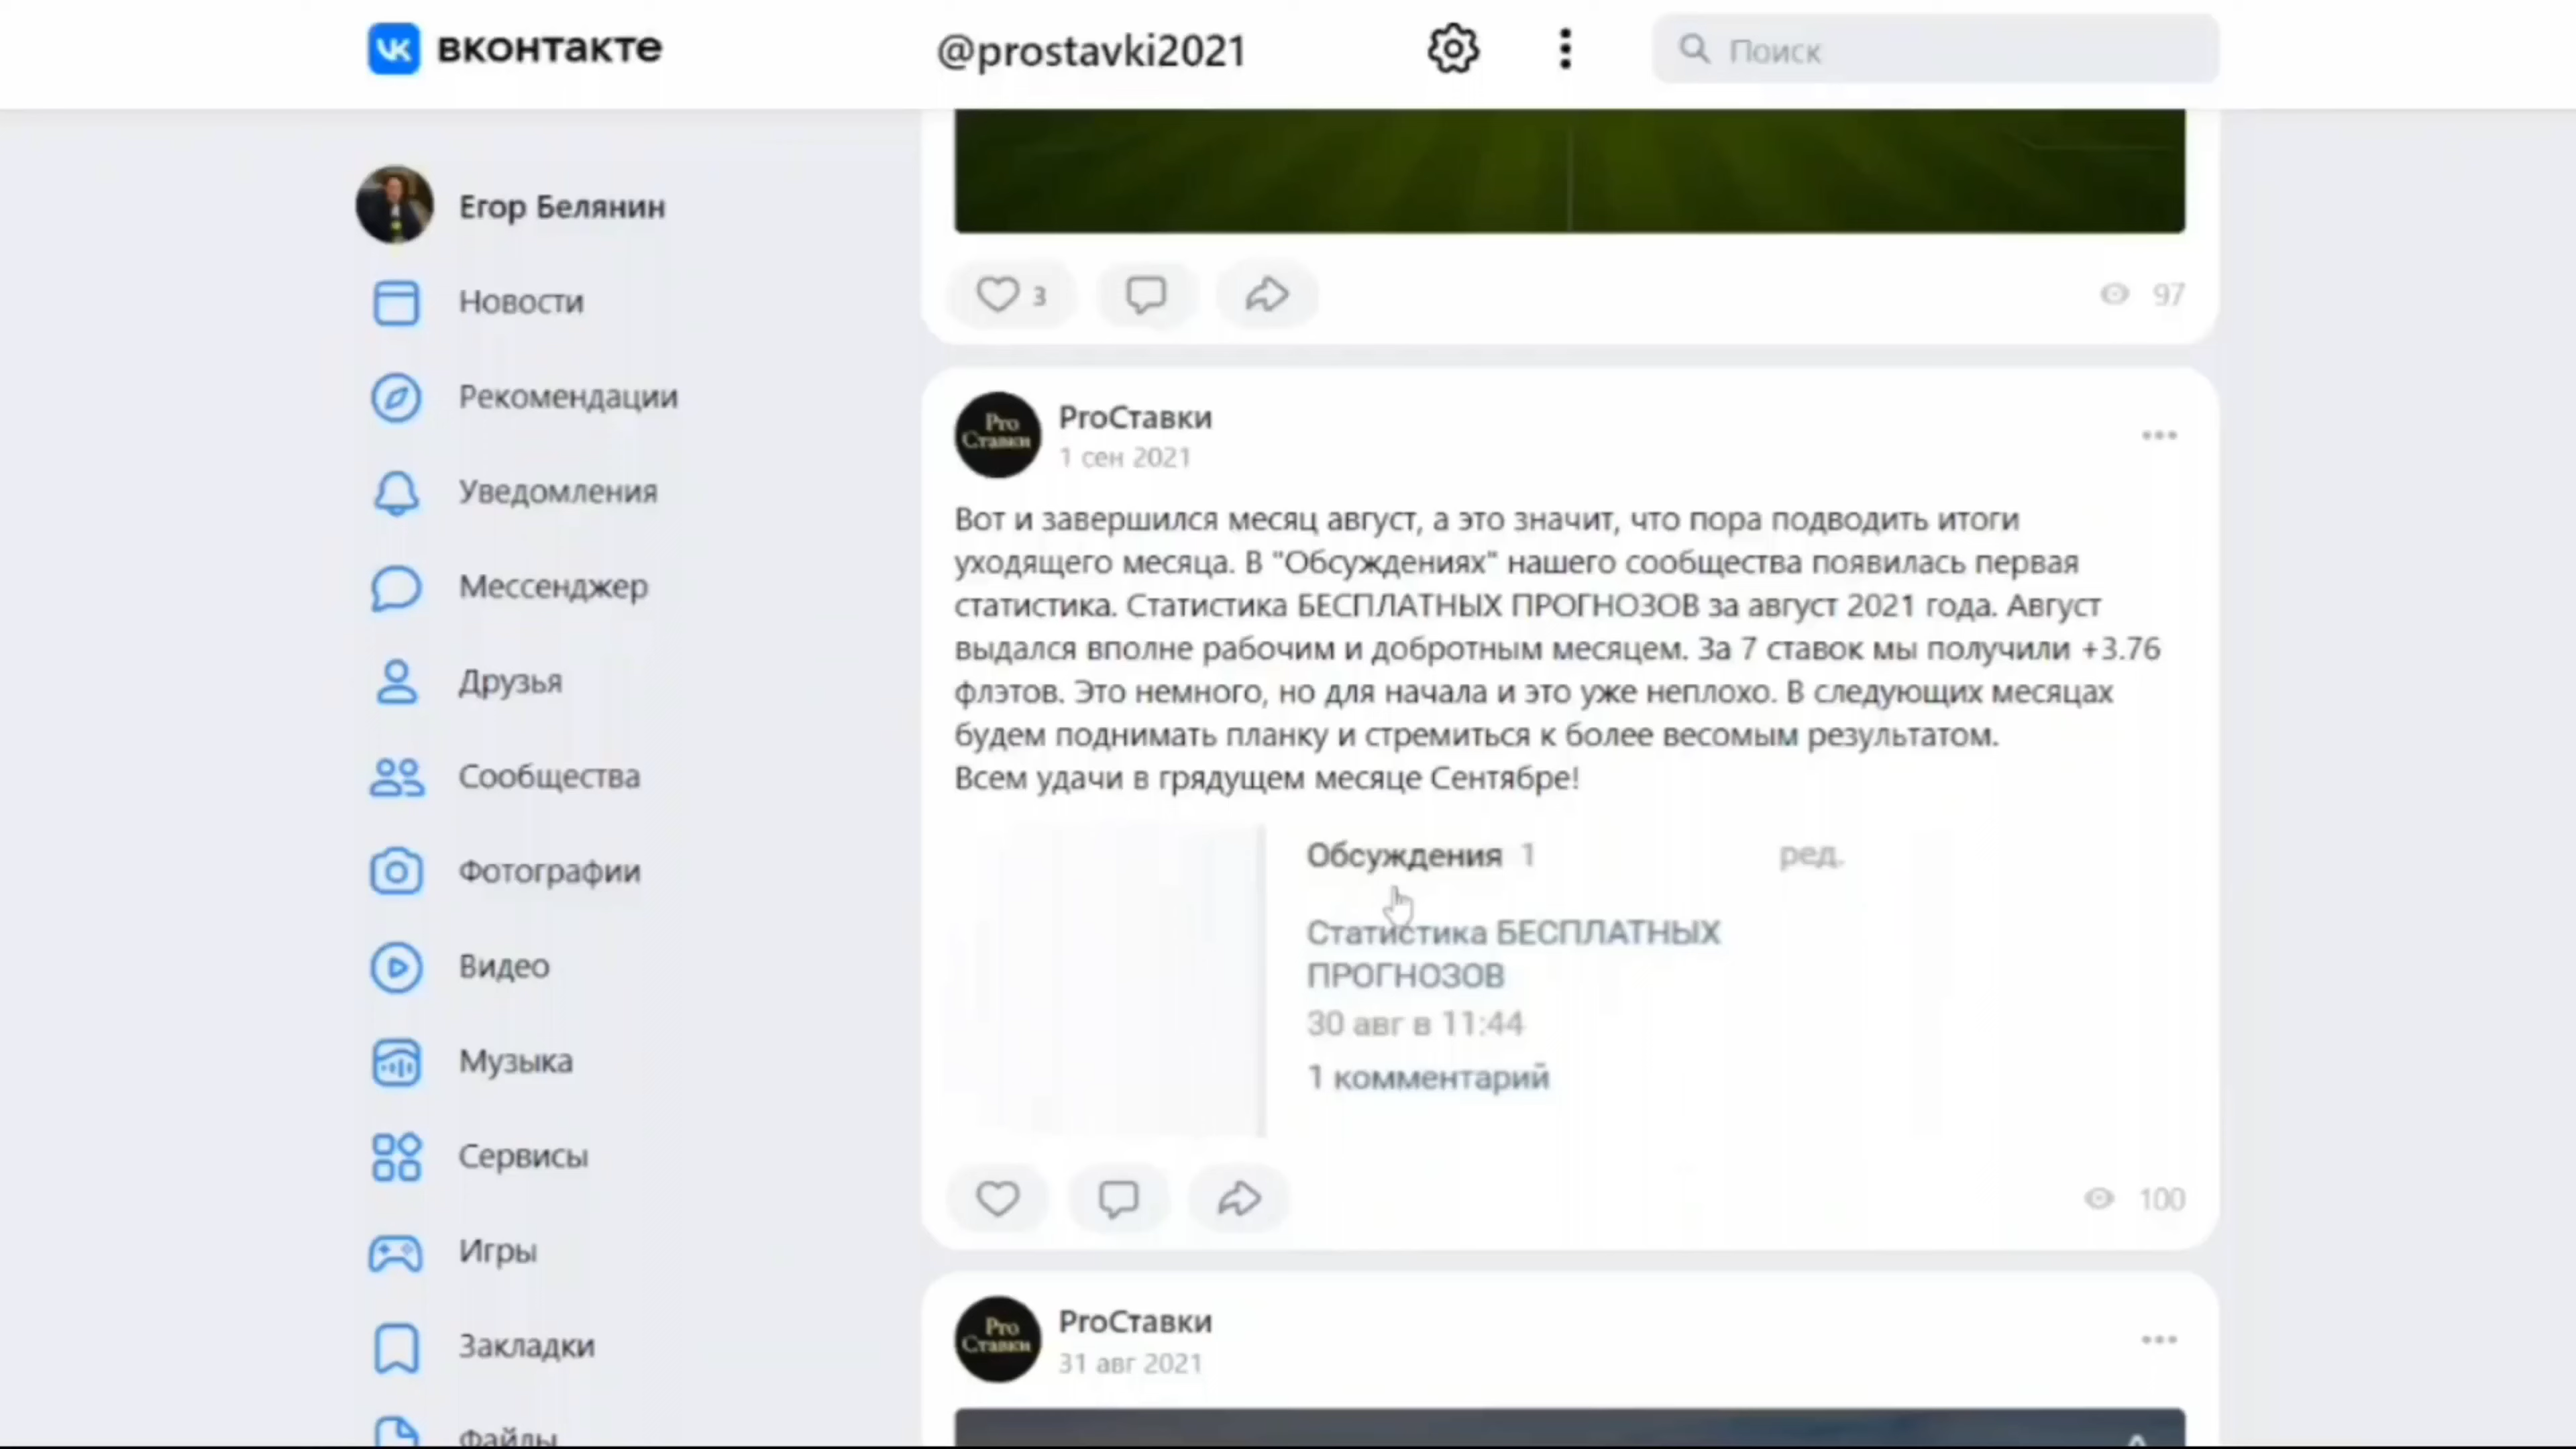 вконтакте
@prostavki2021
Поиск
Егор Белянин
Новости
Рекомендации
Уведомления
Мессенджер
Друзья
Сообщества
Фотографии
Видео
Музыка
Сервисы
Игры
Закладки
Файлы
3
97
Pro
Ставки
ProСтавки
1 сен 2021
Вот и завершился месяц август, а это значит, что пора подводить итоги
уходящего месяца. В "Обсуждениях" нашего сообщества появилась первая
статистика. Статистика БЕСПЛАТНЫХ ПРОГНОЗОВ за август 2021 года. Август
выдался вполне рабочим и добротным месяцем. За 7 ставок мы получили +3.76
флэтов. Это немного, но для начала и это уже неплохо. В следующих месяцах
будем поднимать планку и стремиться к более весомым результатом.
Всем удачи в грядущем месяце Сентябре!
Обсуждения 1
ред.
Статистика БЕСПЛАТНЫХ
ПРОГНОЗОВ
30 авг в 11:44
1 комментарий
100
Pro
Ставки
ProСтавки
31 авг 2021